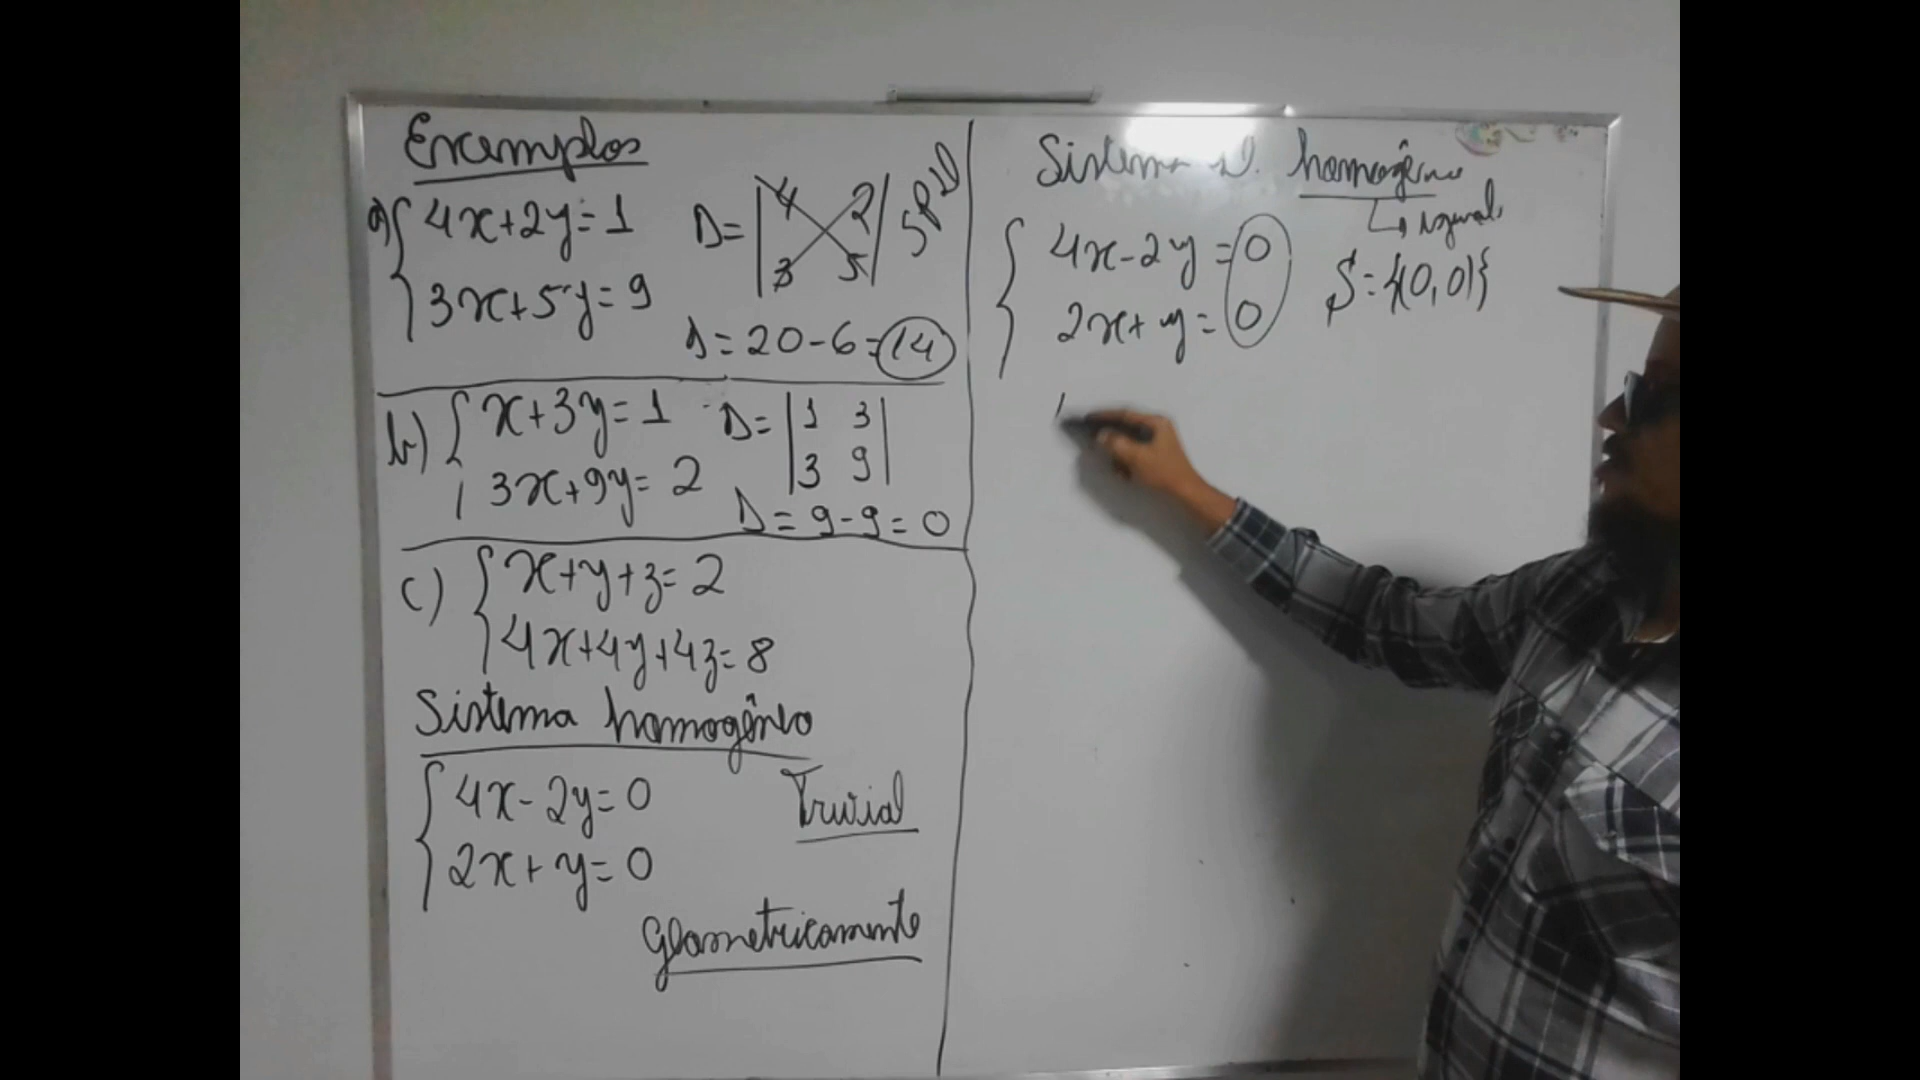 Exemplos
a) { 4x+2y=1
3x+5y=9
D= | 4 2 |
| 3 5 |
SPD
D=20-6=14
b) { x+3y=1
3x+9y=2
D= | 1 3 |
| 3 9 |
D=9-9=0
c) { x+y+z=2
4x+4y+4z=8
Sistema homogêneo
{ 4x-2y=0
2x+y=0
Trivial
Geometricamente
Sistema homogêneo
↳ iguais
{ 4x-2y=0
2x+y=0
S={(0,0)}